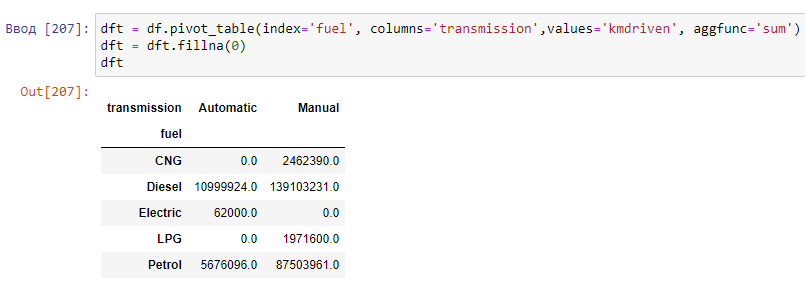 Ввод [207]: dft = df.pivot_table(index='fuel', columns='transmission',values='kmdriven', aggfunc='sum')
dft = dft.fillna(0)
dft
Out[207]:
transmission Automatic Manual
fuel
CNG 0.0 2462390.0
Diesel 10999924.0 139103231.0
Electric 62000.0 0.0
LPG 0.0 1971600.0
Petrol 5676096.0 87503961.0